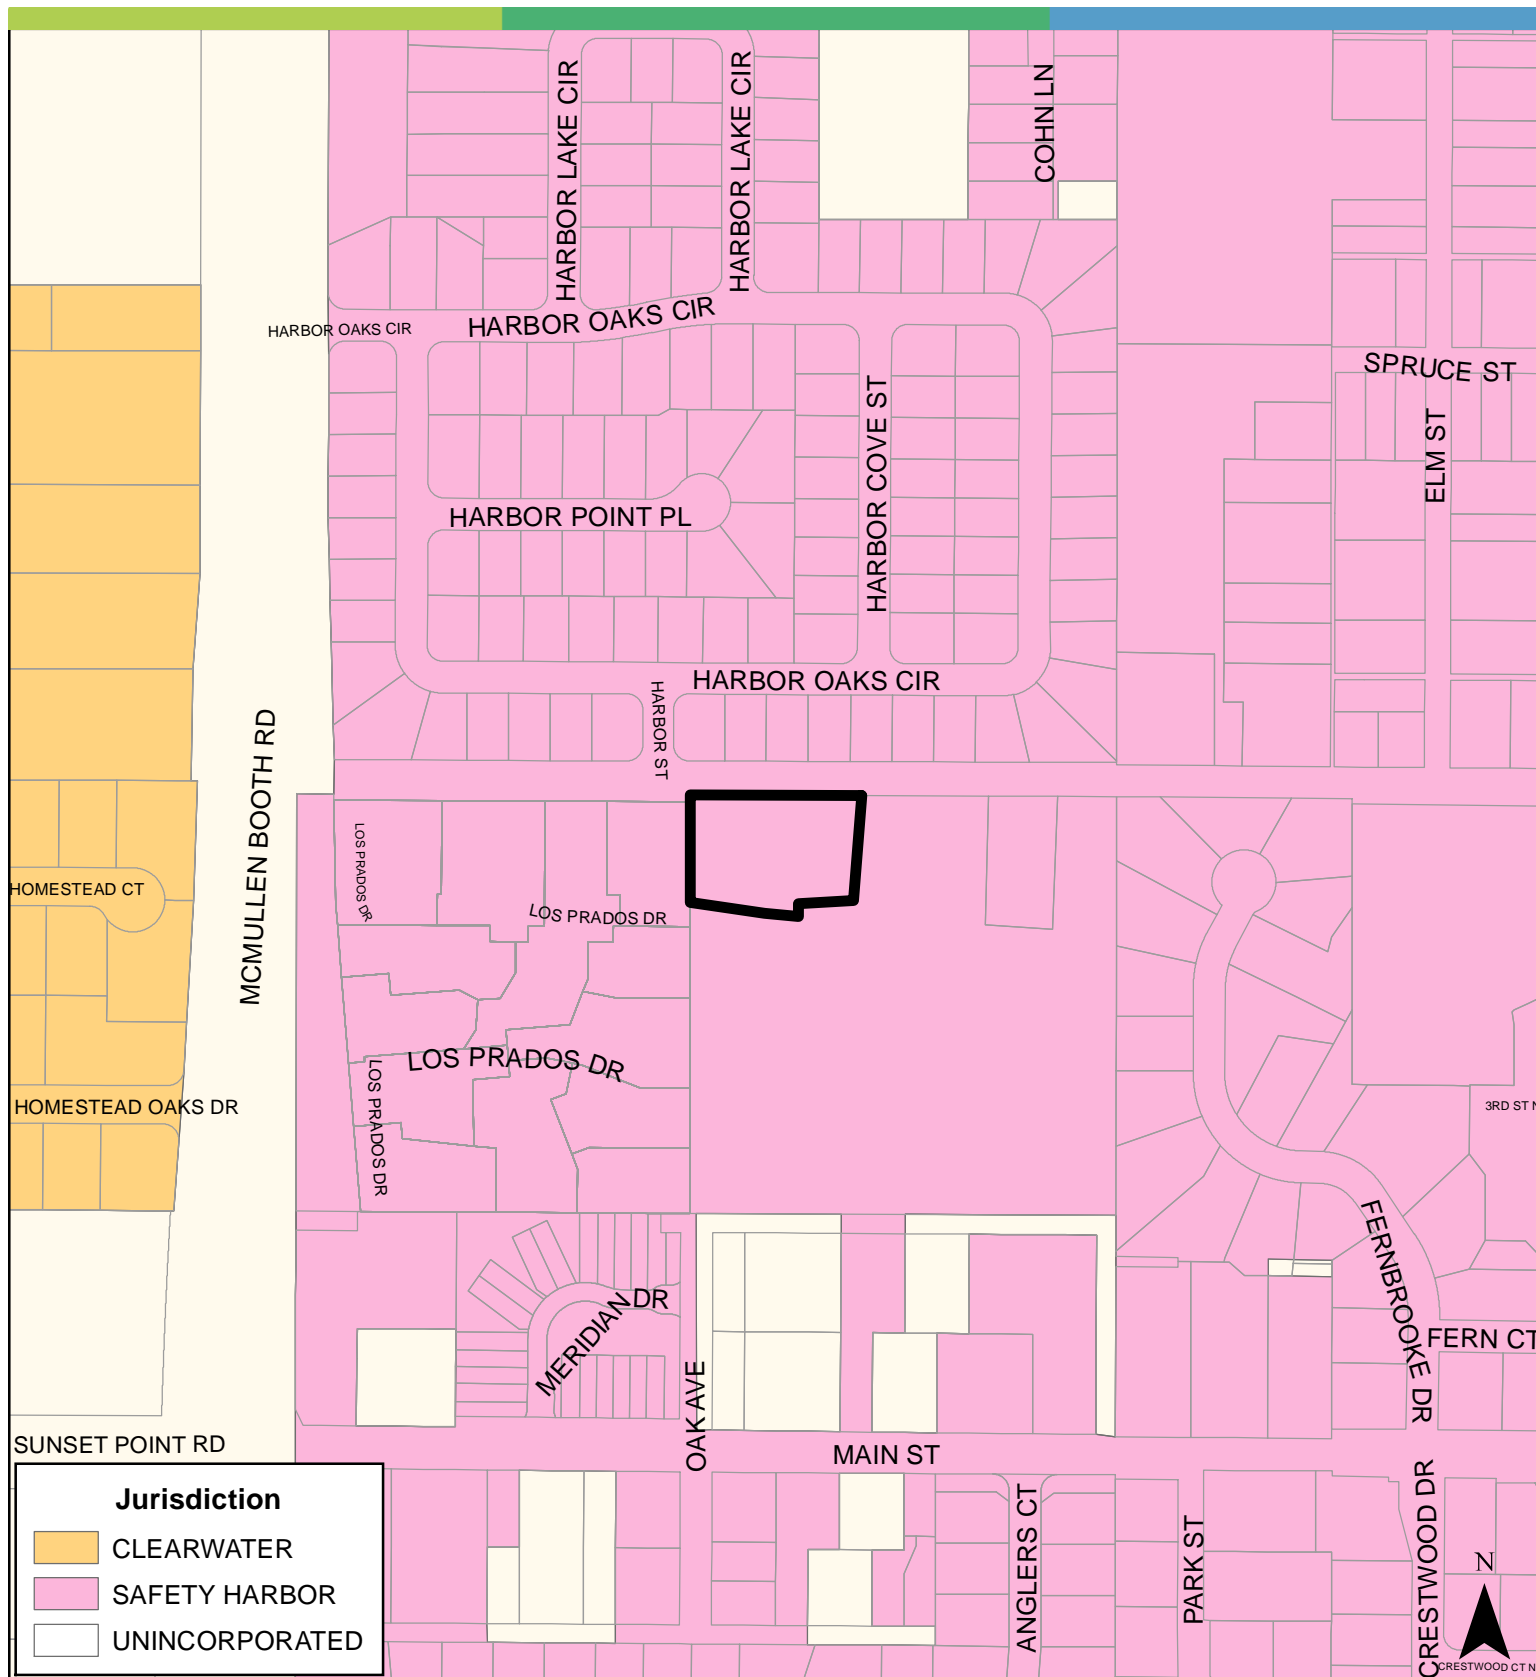 HARBOR LAKE CIR
HARBOR LAKE CIR
COHN LN
HARBOR OAKS CIR
HARBOR OAKS CIR
SPRUCE ST
HARBOR COVE ST
ELM ST
HARBOR POINT PL
HARBOR OAKS CIR
HARBOR ST
MCMULLEN BOOTH RD
LOS PRADOS DR
HOMESTEAD CT
LOS PRADOS DR
LOS PRADOS DR
LOS PRADOS DR
HOMESTEAD OAKS DR
3RD ST N
FERNBROOKE DR
MERIDIAN DR
FERN CT
OAK AVE
SUNSET POINT RD
MAIN ST
CRESTWOOD DR
ANGLERS CT
PARK ST
Jurisdiction
CLEARWATER
SAFETY HARBOR
UNINCORPORATED
N
CRESTWOOD CT N